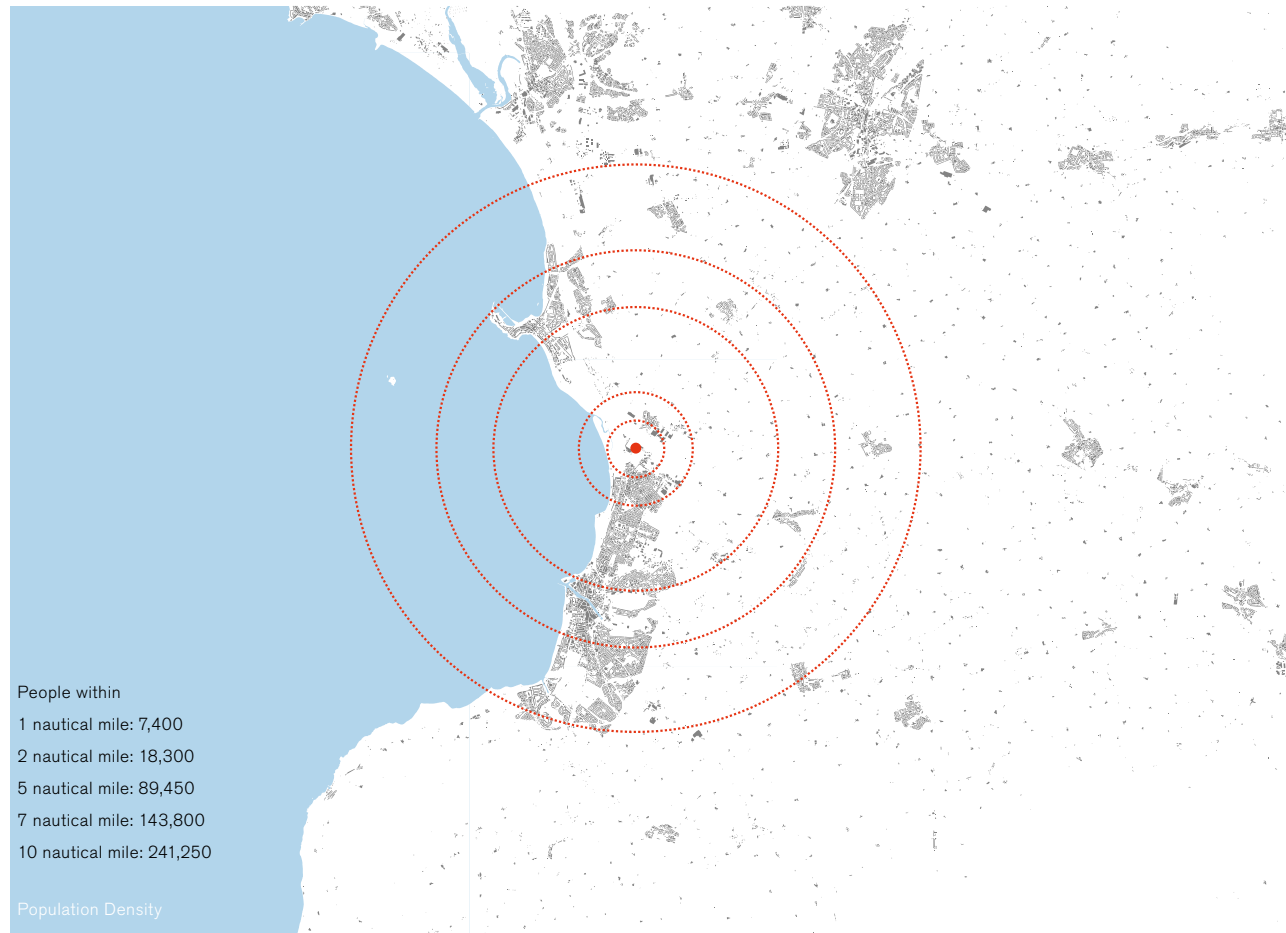 People within
1 nautical mile: 7,400
2 nautical mile: 18,300
5 nautical mile: 89,450
7 nautical mile: 143,800
10 nautical mile: 241,250
Population Density